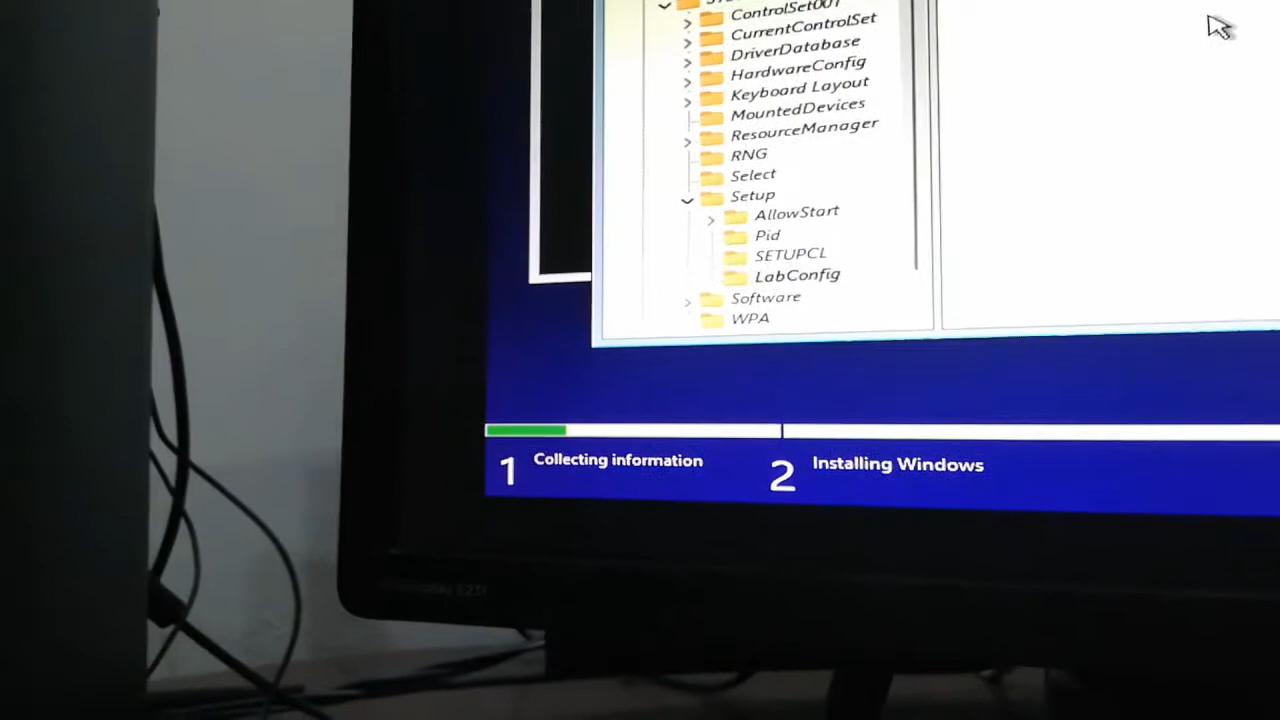 ControlSet001
CurrentControlSet
DriverDatabase
HardwareConfig
Keyboard Layout
MountedDevices
ResourceManager
RNG
Select
Setup
AllowStart
Pid
SETUPCL
LabConfig
Software
WPA
1 Collecting information
2 Installing Windows